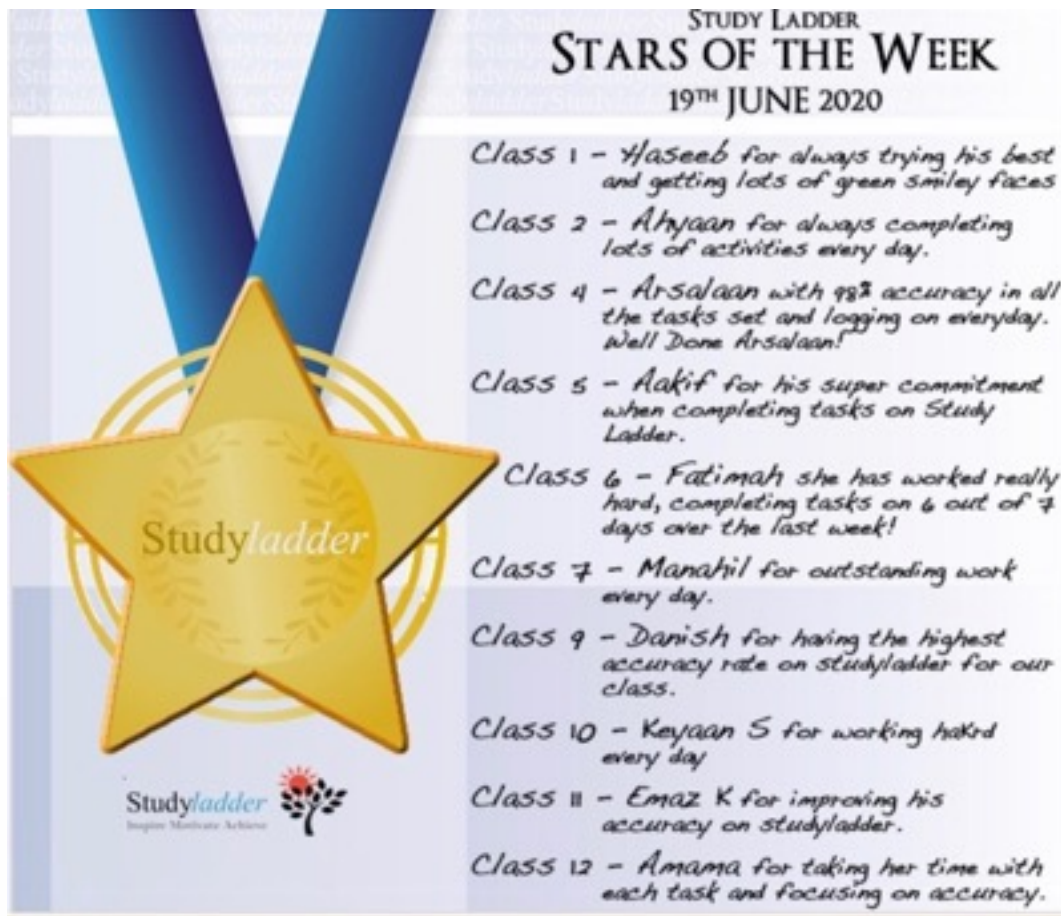 STUDY LADDER
STARS OF THE WEEK
19TH JUNE 2020
Class 1 - Haseeb for always trying his best
and getting lots of green smiley faces
Class 2 - Ahyaan for always completing
lots of activities every day.
Class 4 - Arsalaan with 98% accuracy in all
the tasks set and logging on everyday.
Well Done Arsalaan!
Class 5 - Aakif for his super commitment
when completing tasks on Study
Ladder.
Class 6 - Fatimah she has worked really
hard, completing tasks on 6 out of 7
days over the last week!
Class 7 - Manahil for outstanding work
every day.
Class 9 - Danish for having the highest
accuracy rate on studyladder for our
class.
Class 10 - Keyaan S for working haKrd
every day
Class 11 - Emaz K for improving his
accuracy on studyladder.
Class 12 - Amama for taking her time with
each task and focusing on accuracy.
Studyladder
Studyladder
Inspire Motivate Achieve